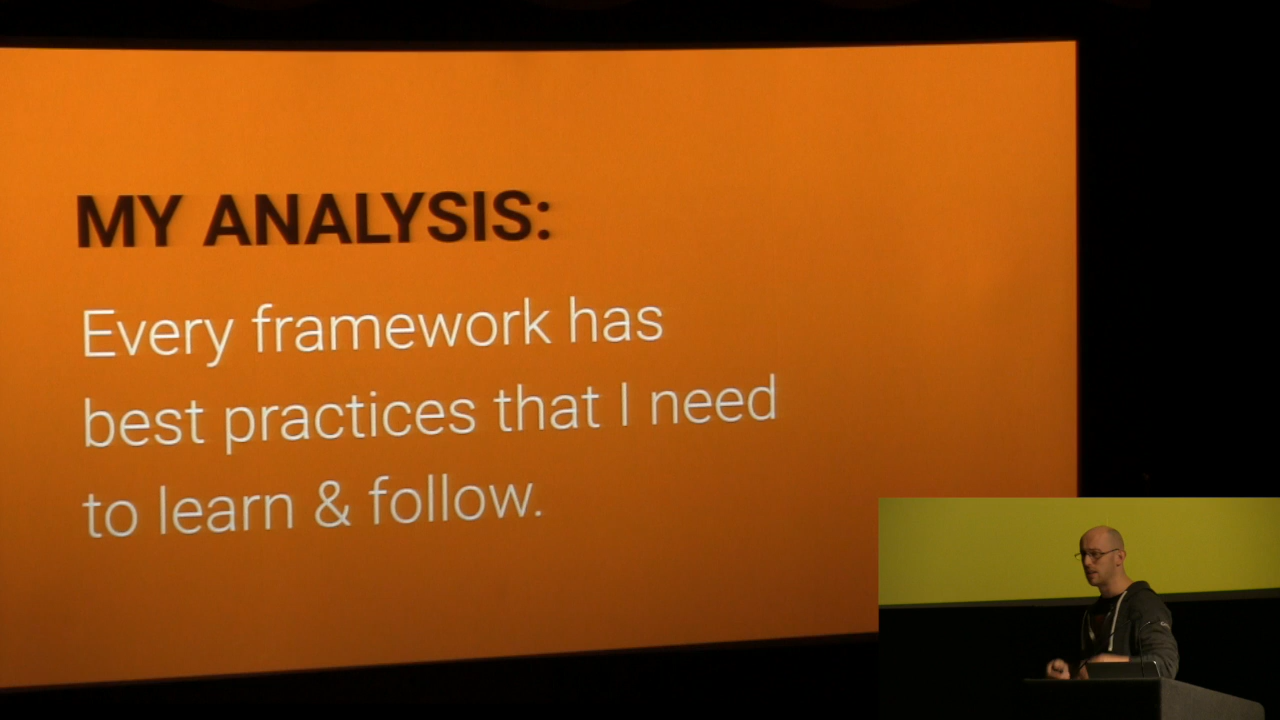 MY ANALYSIS:
Every framework has
best practices that I need
to learn & follow.